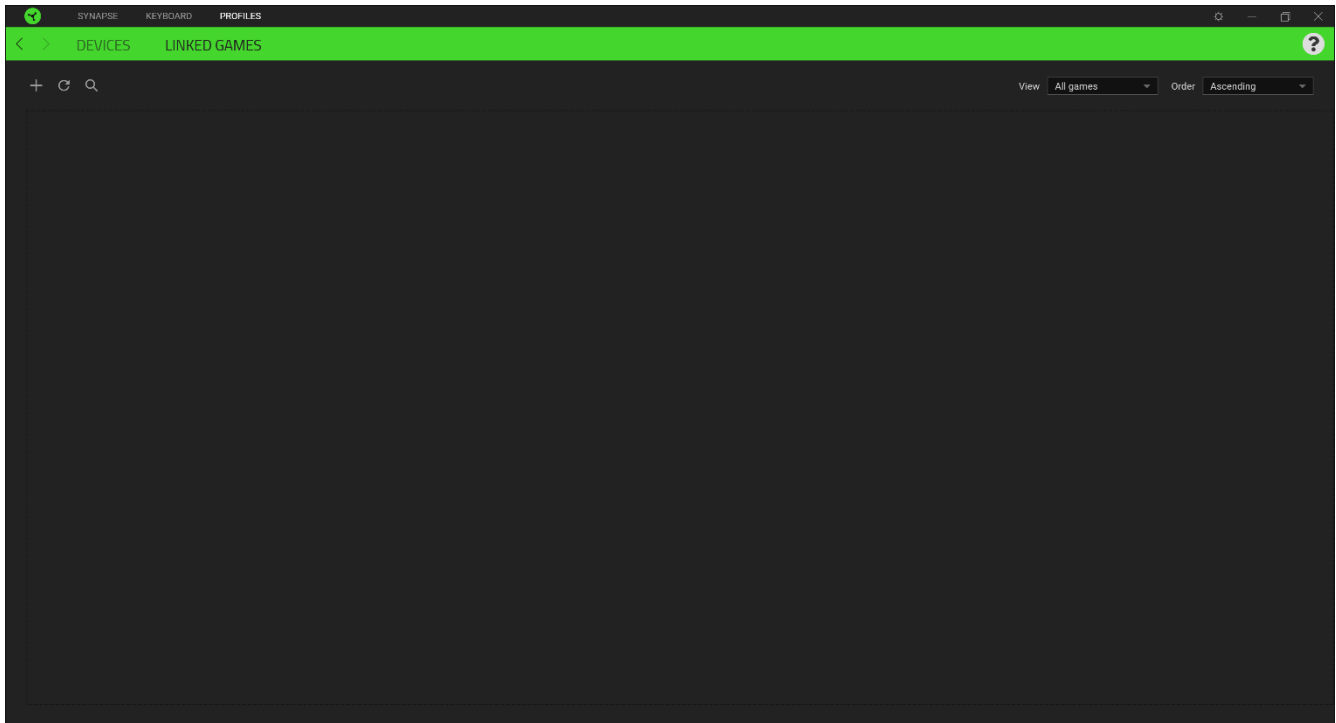 SYNAPSE KEYBOARD PROFILES
DEVICES LINKED GAMES ?
View All games Order Ascending